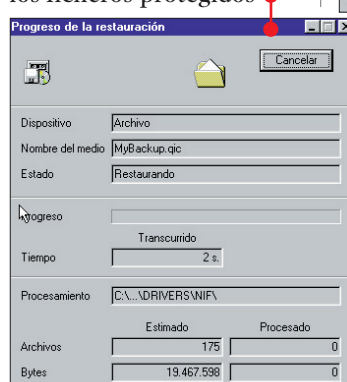 los ficheros protegidos
Progreso de la restauración
Cancelar
Dispositivo Archivo
Nombre del medio MyBackup.qic
Estado Restaurando
Progreso
Transcurrido
Tiempo 2 s.
Procesamiento C:\...\DRIVERS\NIF\
Estimado Procesado
Archivos 175 0
Bytes 19.467.598 0